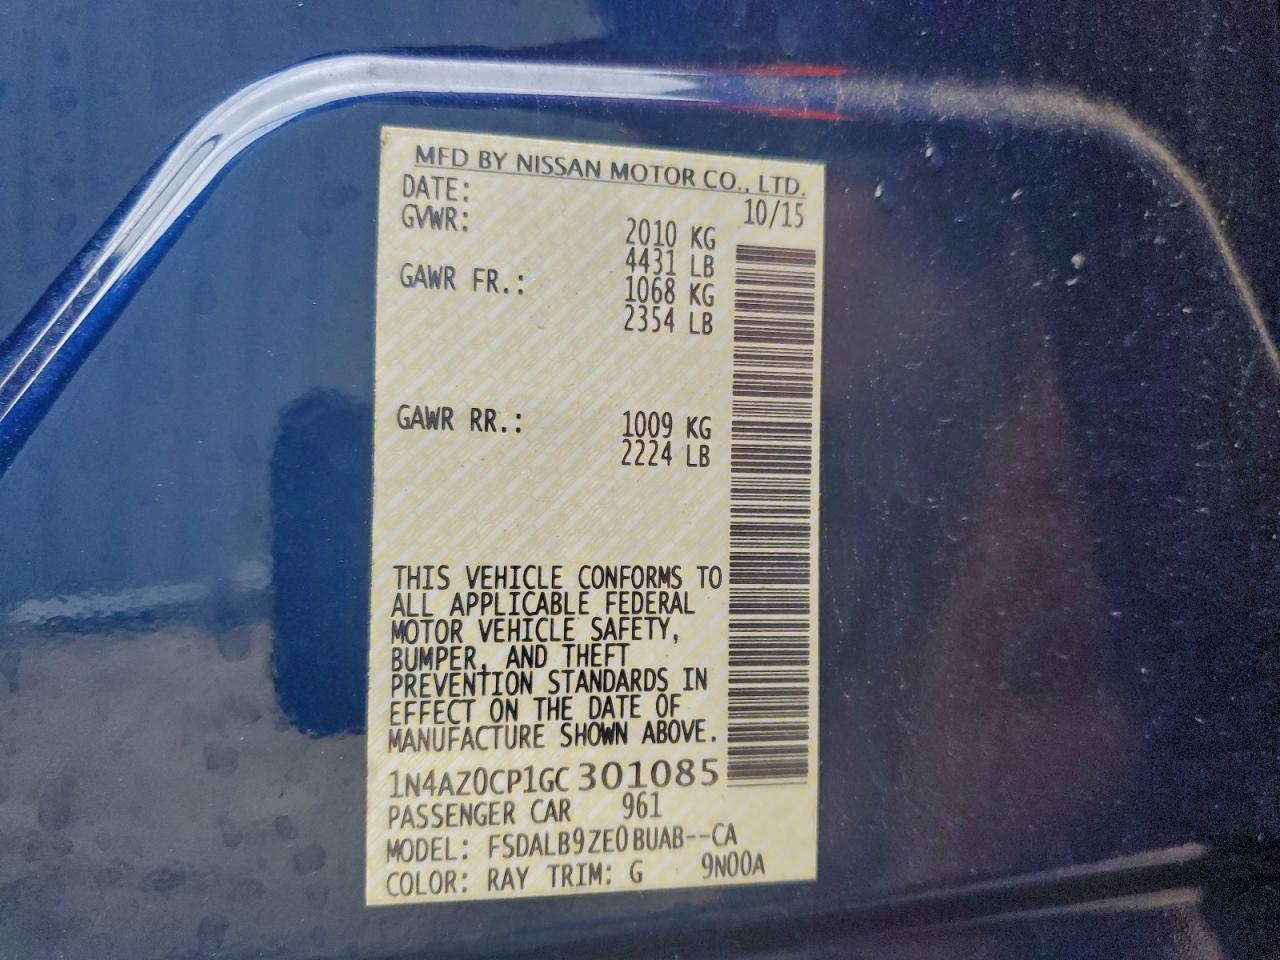 MFD BY NISSAN MOTOR CO., LTD.
DATE: 10/15
GVWR: 2010 KG
4431 LB
GAWR FR.: 1068 KG
2354 LB
GAWR RR.: 1009 KG
2224 LB
THIS VEHICLE CONFORMS TO
ALL APPLICABLE FEDERAL
MOTOR VEHICLE SAFETY,
BUMPER, AND THEFT
PREVENTION STANDARDS IN
EFFECT ON THE DATE OF
MANUFACTURE SHOWN ABOVE.
1N4AZ0CP1GC301085
PASSENGER CAR 961
MODEL: FSDALB9ZE0BUAB--CA
COLOR: RAY TRIM: G 9N00A